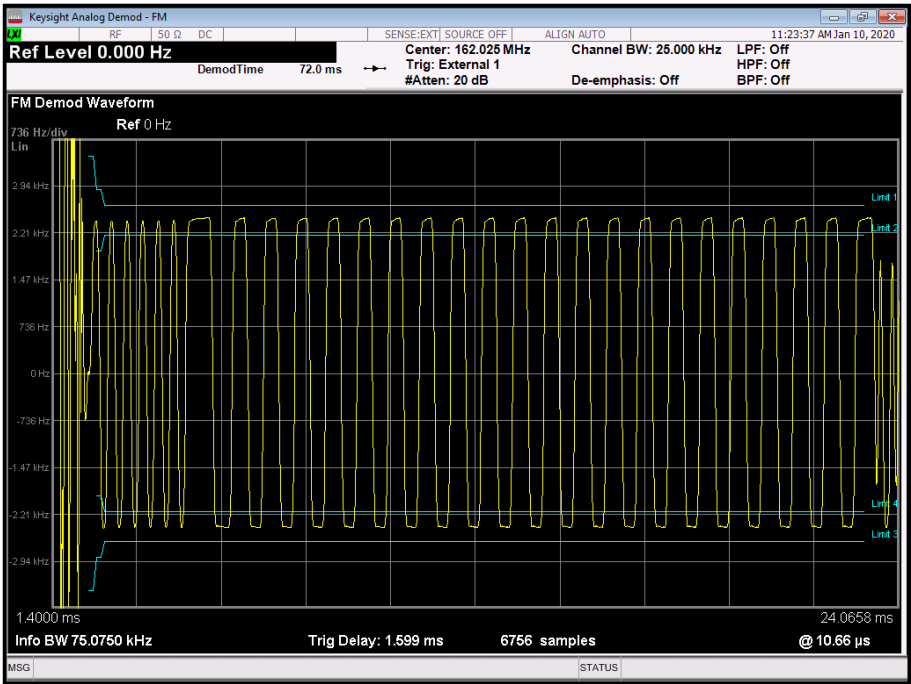 Keysight Analog Demod - FM
LXI RF 50 Ω DC SENSE:EXT SOURCE OFF ALIGN AUTO 11:23:37 AM Jan 10, 2020
Ref Level 0.000 Hz Center: 162.025 MHz Channel BW: 25.000 kHz LPF: Off
DemodTime 72.0 ms Trig: External 1 HPF: Off
#Atten: 20 dB De-emphasis: Off BPF: Off
FM Demod Waveform
736 Hz/div Ref 0 Hz
Lin
2.94 kHz
Limit 1
2.21 kHz Limit 2
1.47 kHz
736 Hz
0 Hz
-736 Hz
-1.47 kHz
-2.21 kHz Limit 4
Limit 3
-2.94 kHz
1.4000 ms 24.0658 ms
Info BW 75.0750 kHz Trig Delay: 1.599 ms 6756 samples @ 10.66 µs
MSG STATUS